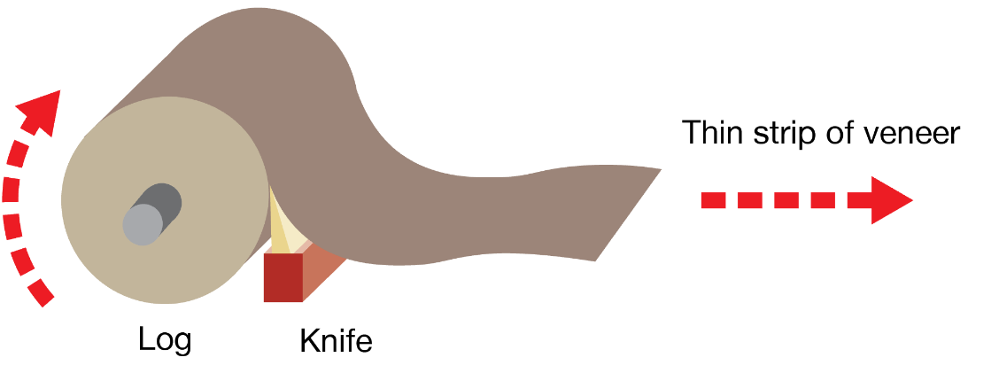 Thin strip of veneer
Log
Knife